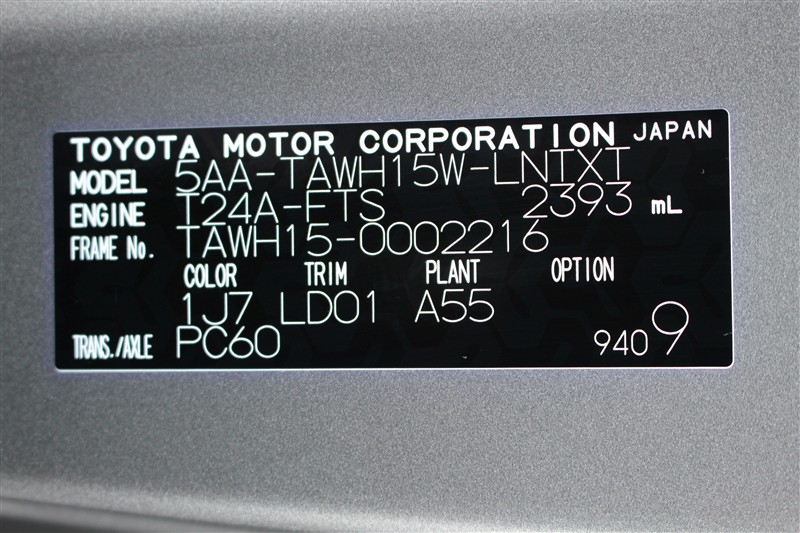 TOYOTA MOTOR CORPORATION JAPAN
MODEL 5AA-TAWH15W-LNTXT
ENGINE T24A-FTS 2393 mL
FRAME No. TAWH15-0002216
COLOR TRIM PLANT OPTION
1J7 LD01 A55
TRANS./AXLE PC60 9409